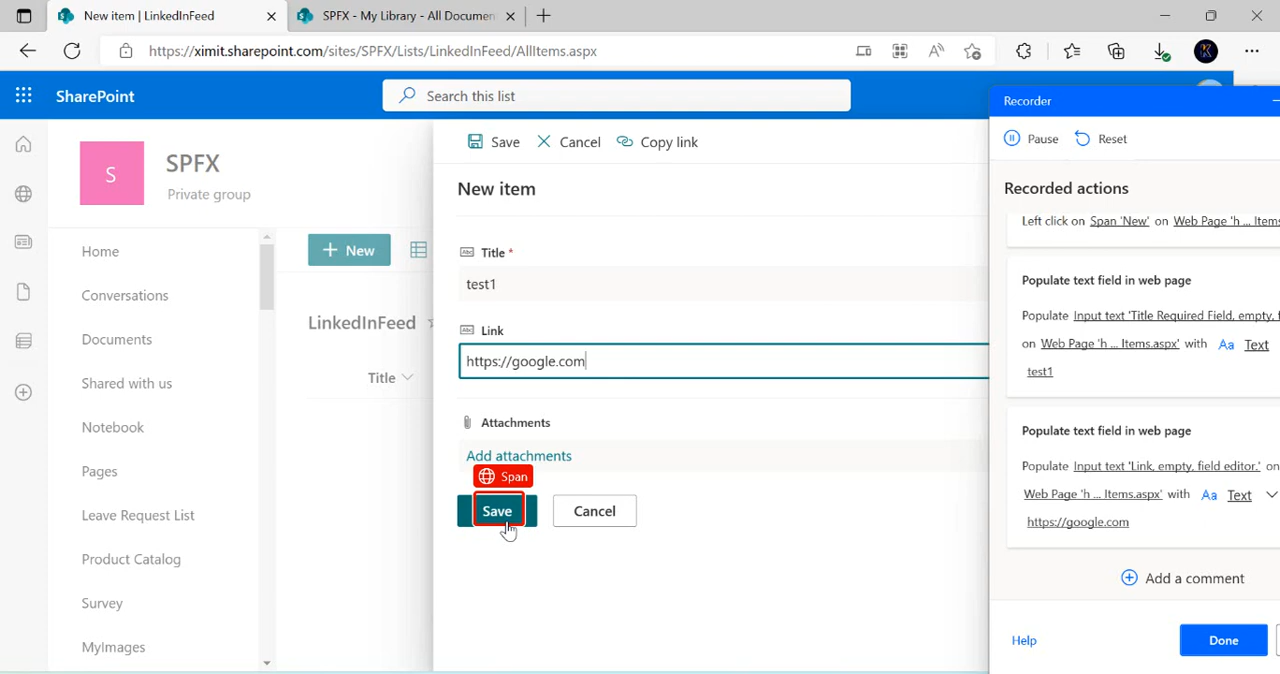 New item | LinkedInFeed
SPFX - My Library - All Documen
https://ximit.sharepoint.com/sites/SPFX/Lists/LinkedInFeed/AllItems.aspx
K
SharePoint
Search this list
S
SPFX
Private group
Home
Conversations
Documents
Shared with us
Notebook
Pages
Leave Request List
Product Catalog
Survey
MyImages
New
LinkedInFeed
Title
Save
Cancel
Copy link
New item
Abc
Title *
test1
Abc
Link
https://google.com
Attachments
Add attachments
Span
Save
Cancel
Recorder
Pause
Reset
Recorded actions
Left click on Span 'New' on Web Page 'h ... Items
Populate text field in web page
Populate Input text 'Title Required Field, empty, f
on Web Page 'h ... Items.aspx' with Aa Text
test1
Populate text field in web page
Populate Input text 'Link, empty, field editor.' on
Web Page 'h ... Items.aspx' with Aa Text
https://google.com
Add a comment
Help
Done